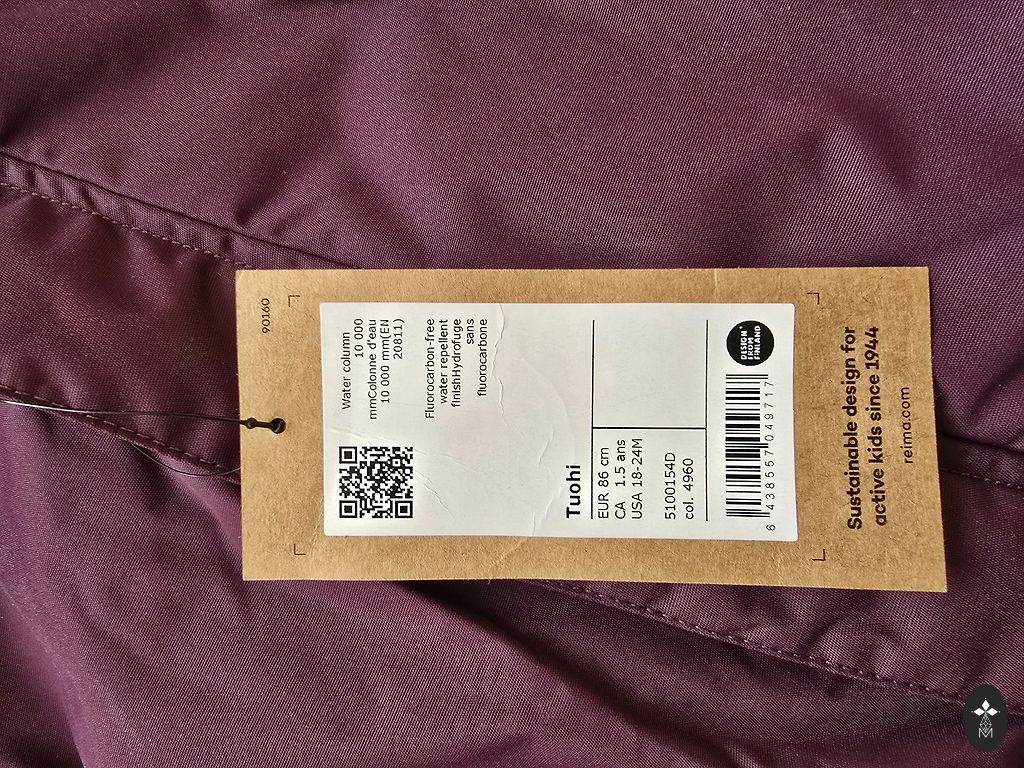 90160
Water column
10 000
mmColonne d'eau
10 000 mm(EN
20811)
Fluorocarbon-free
water repellent
finishHydrofuge
sans
fluorocarbone
Tuohi
EUR 86 cm
CA 1.5 ans
USA 18-24M
5100154D
col. 4960
6 438557 049717
DESIGN
FROM
FINLAND
Sustainable design for
active kids since 1944
reima.com
M